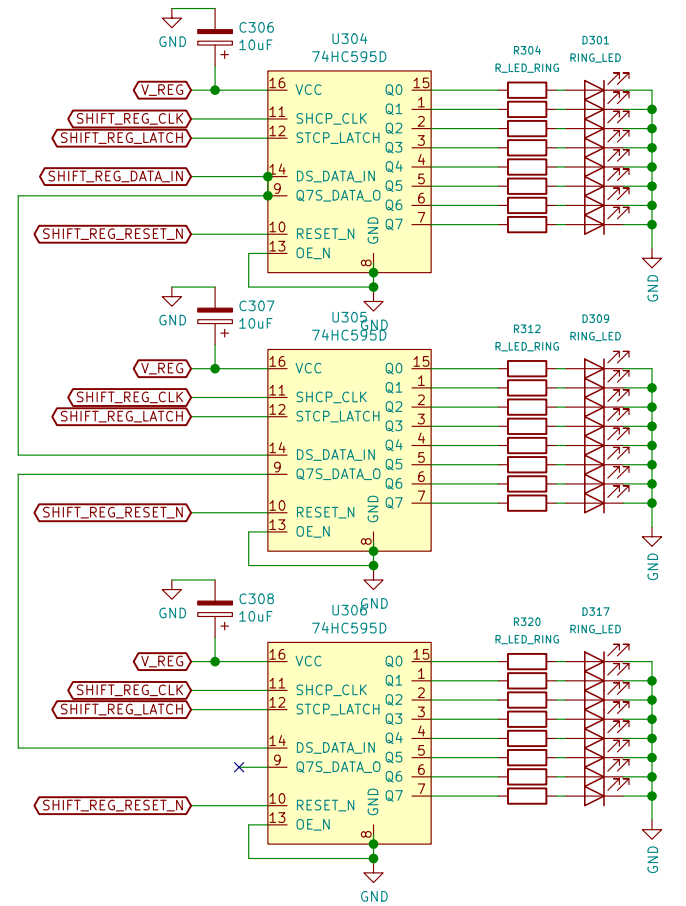 C306
10uF
GND
U304
74HC595D
R304
R_LED_RING
D301
RING_LED
V_REG
16 VCC
Q0 15
SHIFT_REG_CLK
11 SHCP_CLK
Q1 1
SHIFT_REG_LATCH
12 STCP_LATCH
Q2 2
Q3 3
Q4 4
SHIFT_REG_DATA_IN
14 DS_DATA_IN
Q5 5
9 Q7S_DATA_O
Q6 6
Q7 7
SHIFT_REG_RESET_N
10 RESET_N
13 OE_N
GND
8
GND
GND
C307
10uF
GND
U305
74HC595D
R312
R_LED_RING
D309
RING_LED
V_REG
16 VCC
Q0 15
SHIFT_REG_CLK
11 SHCP_CLK
Q1 1
SHIFT_REG_LATCH
12 STCP_LATCH
Q2 2
Q3 3
Q4 4
14 DS_DATA_IN
Q5 5
9 Q7S_DATA_O
Q6 6
Q7 7
SHIFT_REG_RESET_N
10 RESET_N
13 OE_N
GND
8
GND
GND
C308
10uF
GND
U306
74HC595D
R320
R_LED_RING
D317
RING_LED
V_REG
16 VCC
Q0 15
SHIFT_REG_CLK
11 SHCP_CLK
Q1 1
SHIFT_REG_LATCH
12 STCP_LATCH
Q2 2
Q3 3
Q4 4
14 DS_DATA_IN
Q5 5
9 Q7S_DATA_O
Q6 6
Q7 7
SHIFT_REG_RESET_N
10 RESET_N
13 OE_N
GND
8
GND
GND